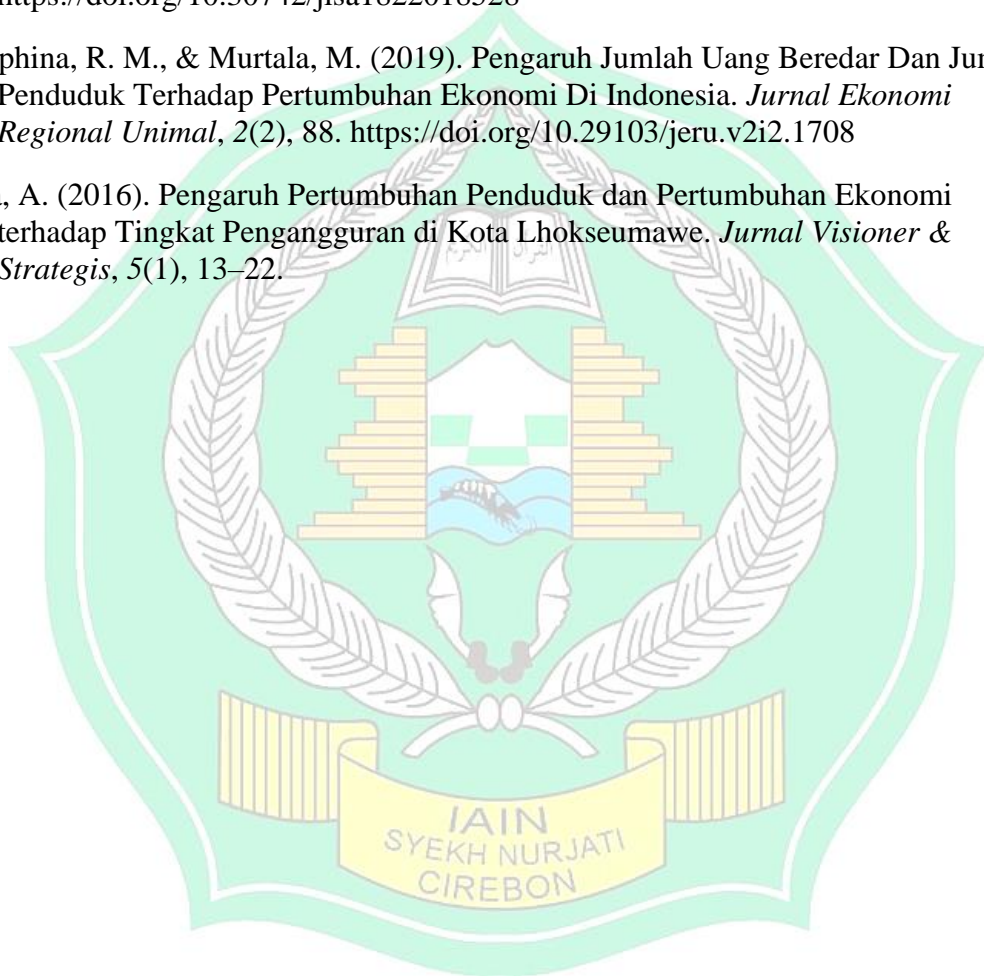 https://doi.org/10.30742/jisa1822018528
phina, R. M., & Murtala, M. (2019). Pengaruh Jumlah Uang Beredar Dan Jum
Penduduk Terhadap Pertumbuhan Ekonomi Di Indonesia. Jurnal Ekonomi
Regional Unimal, 2(2), 88. https://doi.org/10.29103/jeru.v2i2.1708
, A. (2016). Pengaruh Pertumbuhan Penduduk dan Pertumbuhan Ekonomi
terhadap Tingkat Pengangguran di Kota Lhokseumawe. Jurnal Visioner &
Strategis, 5(1), 13–22.
القرآن الكريم
IAIN
SYEKH NURJATI
CIREBON